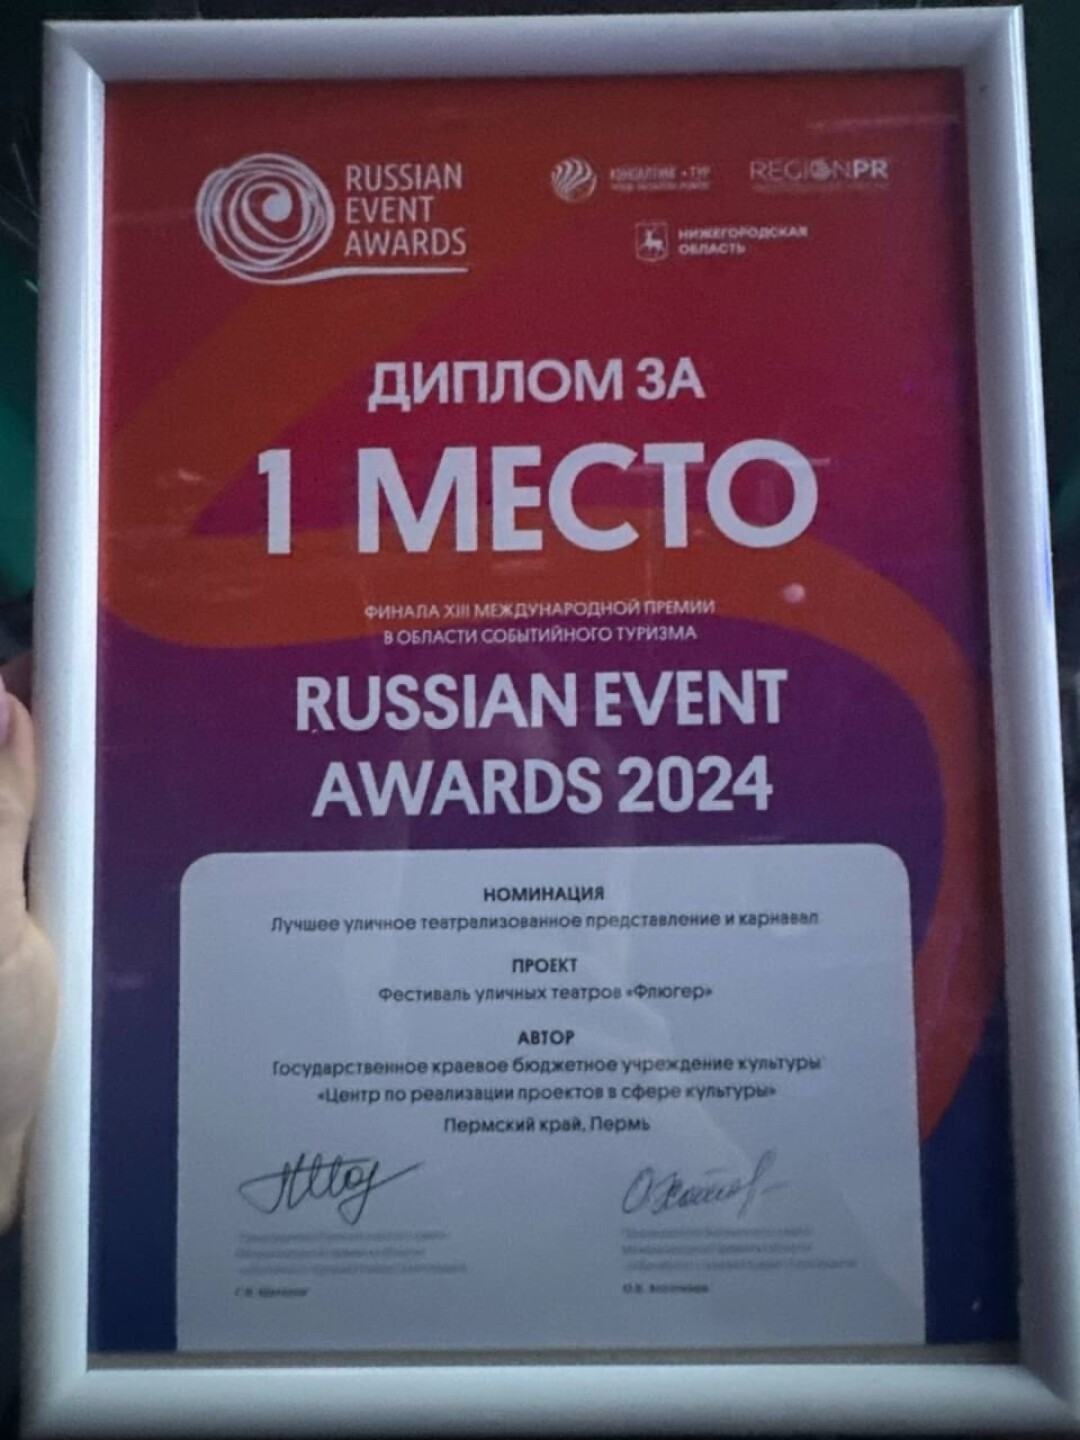 RUSSIAN
EVENT
AWARDS
КОНСАЛТИНГ • ТУР
REGIONPR
НИЖЕГОРОДСКАЯ
ОБЛАСТЬ
ДИПЛОМ ЗА
1 МЕСТО
ФИНАЛА XIII МЕЖДУНАРОДНОЙ ПРЕМИИ
В ОБЛАСТИ СОБЫТИЙНОГО ТУРИЗМА
RUSSIAN EVENT
AWARDS 2024
НОМИНАЦИЯ
Лучшее уличное театрализованное представление и карнавал
ПРОЕКТ
Фестиваль уличных театров «Флюгер»
АВТОР
Государственное краевое бюджетное учреждение культуры
«Центр по реализации проектов в сфере культуры»
Пермский край, Пермь